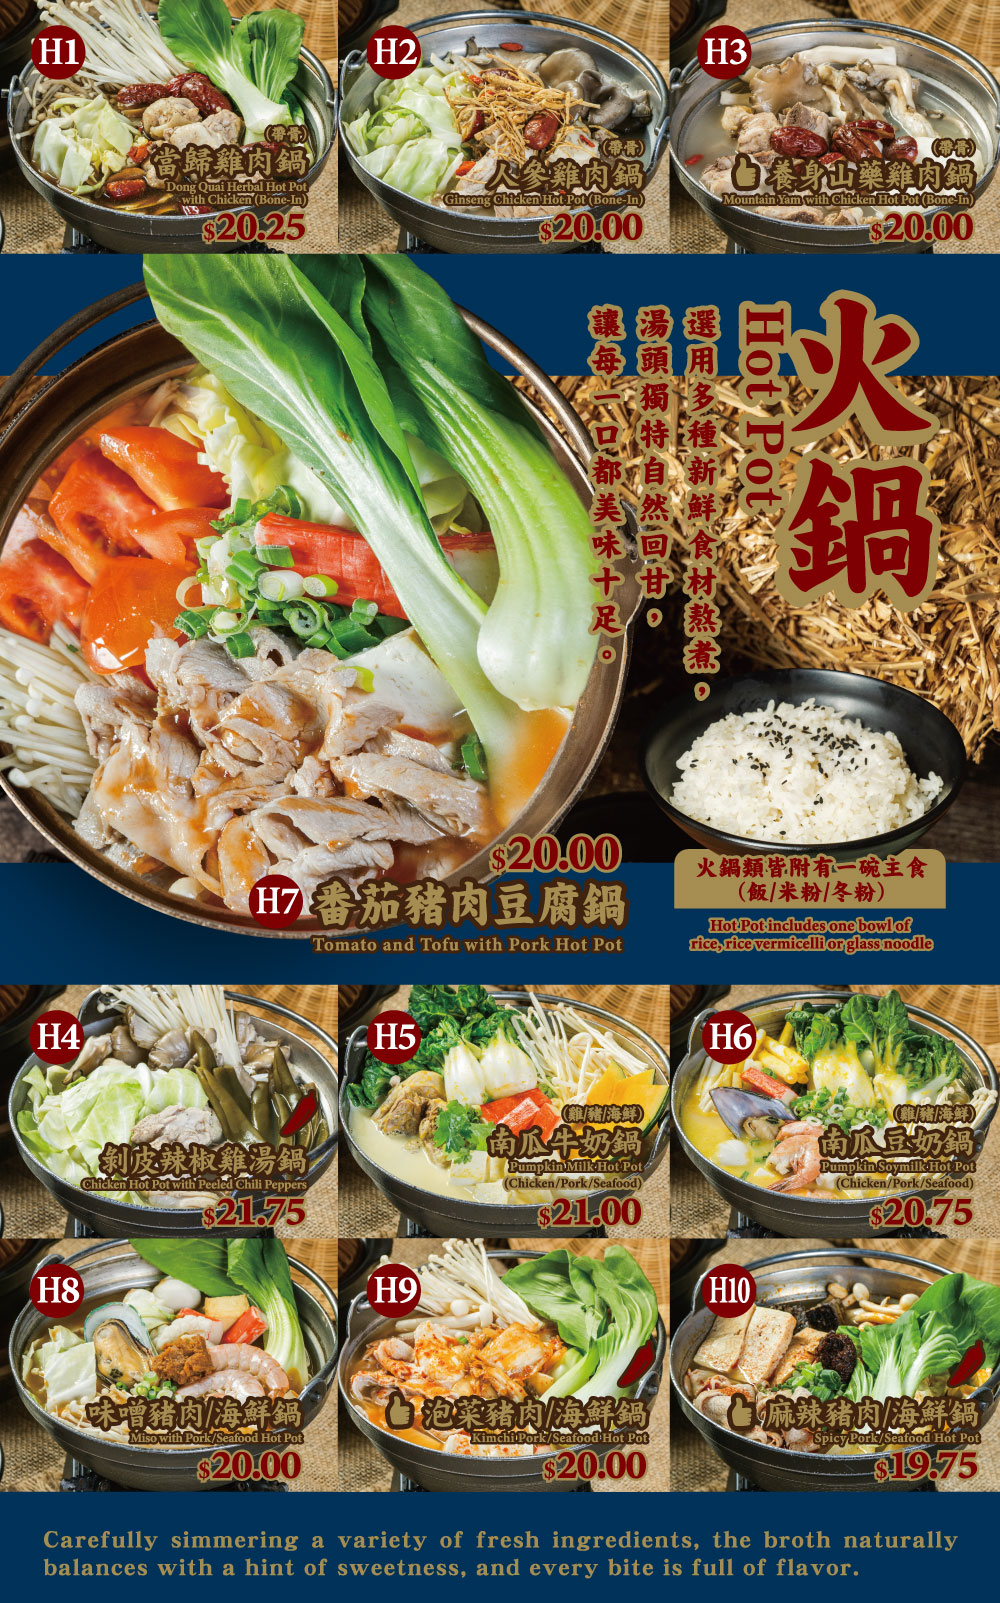 H1
(帶骨)
當歸雞肉鍋
Dong Quai Herbal Hot Pot
with Chicken (Bone-In)
$20.25
H2
(帶骨)
人參雞肉鍋
Ginseng Chicken Hot Pot (Bone-In)
$20.00
H3
(帶骨)
養身山藥雞肉鍋
Mountain Yam with Chicken Hot Pot (Bone-In)
$20.00
火鍋
Hot Pot
選用多種新鮮食材熬煮，
湯頭獨特自然回甘，
讓每一口都美味十足。
$20.00
H7 番茄豬肉豆腐鍋
Tomato and Tofu with Pork Hot Pot
火鍋類皆附有一碗主食
(飯/米粉/冬粉)
Hot Pot includes one bowl of
rice, rice vermicelli or glass noodle
H4
剝皮辣椒雞湯鍋
Chicken Hot Pot with Peeled Chili Peppers
$21.75
H5
(雞/豬/海鮮)
南瓜牛奶鍋
Pumpkin Milk Hot Pot
(Chicken/Pork/Seafood)
$21.00
H6
(雞/豬/海鮮)
南瓜豆奶鍋
Pumpkin Soymilk Hot Pot
(Chicken/Pork/Seafood)
$20.75
H8
味噌豬肉/海鮮鍋
Miso with Pork/Seafood Hot Pot
$20.00
H9
泡菜豬肉/海鮮鍋
Kimchi Pork/Seafood Hot Pot
$20.00
H10
麻辣豬肉/海鮮鍋
Spicy Pork/Seafood Hot Pot
$19.75
Carefully simmering a variety of fresh ingredients, the broth naturally
balances with a hint of sweetness, and every bite is full of flavor.